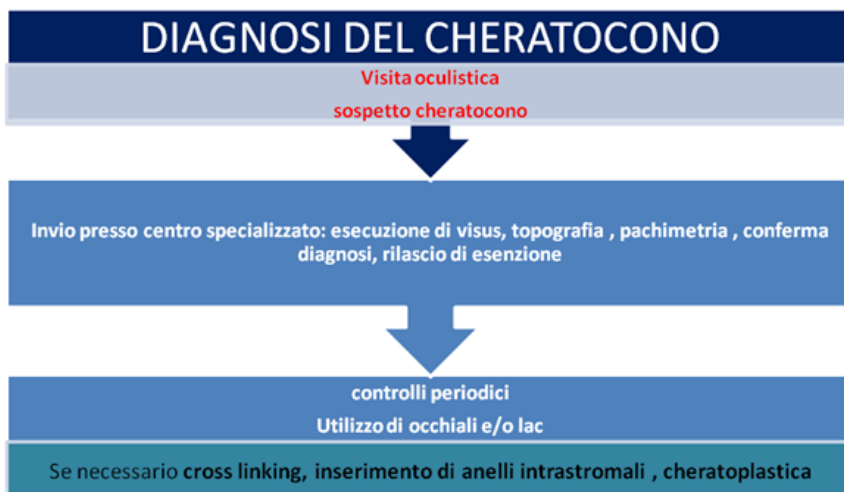 DIAGNOSI DEL CHERATOCONO
Visita oculistica
sospetto cheratocono
Invio presso centro specializzato: esecuzione di visus, topografia , pachimetria , conferma
diagnosi, rilascio di esenzione
controlli periodici
Utilizzo di occhiali e/o lac
Se necessario cross linking, inserimento di anelli intrastromali , cheratoplastica